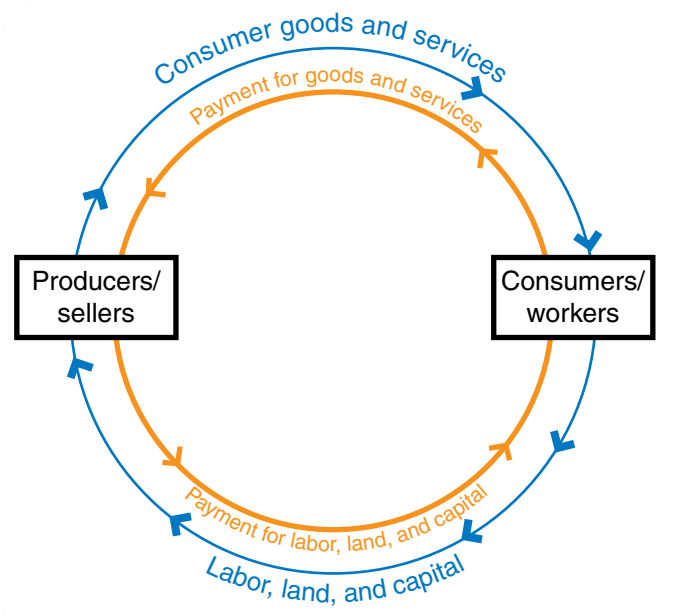 Consumer goods and services
Payment for goods and services
Producers/
sellers
Consumers/
workers
Payment for labor, land, and capital
Labor, land, and capital